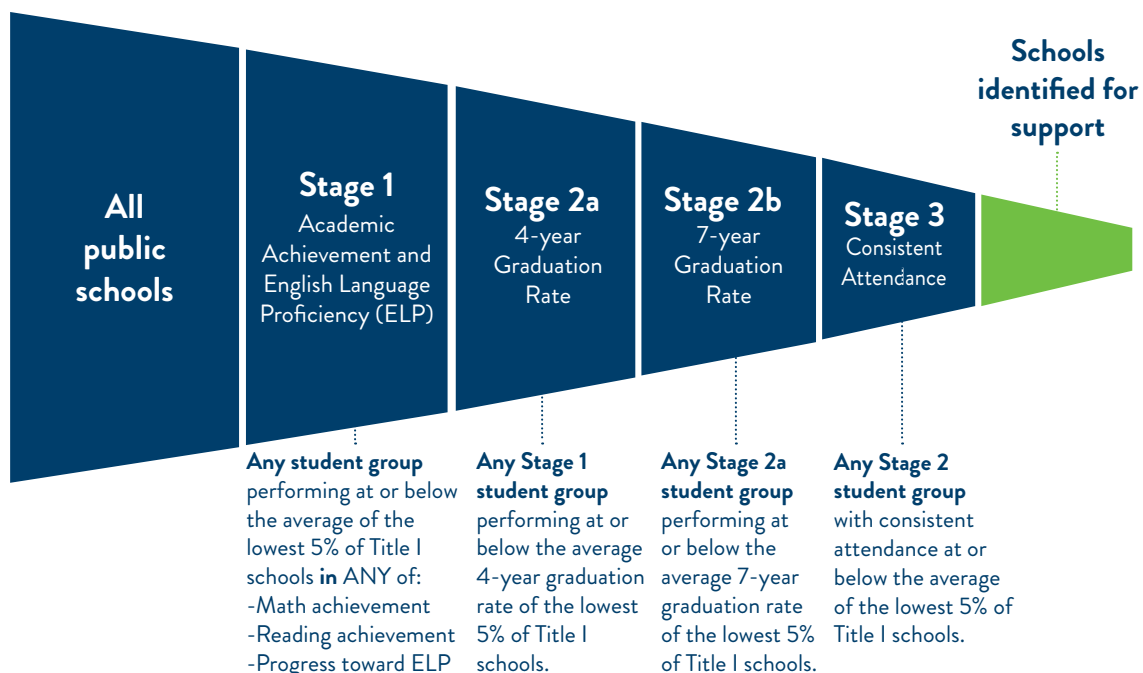 All
public
schools
Stage 1
Academic
Achievement and
English Language
Proficiency (ELP)
Stage 2a
4-year
Graduation
Rate
Stage 2b
7-year
Graduation
Rate
Stage 3
Consistent
Attendance
Schools
identified for
support
Any student group
performing at or below
the average of the
lowest 5% of Title I
schools in ANY of:
-Math achievement
-Reading achievement
-Progress toward ELP
Any Stage 1
student group
performing at or
below the average
4-year graduation
rate of the lowest
5% of Title I
schools.
Any Stage 2a
student group
performing at
or below the
average 7-year
graduation rate
of the lowest 5%
of Title I schools.
Any Stage 2
student group
with consistent
attendance at or
below the average
of the lowest 5% of
Title I schools.